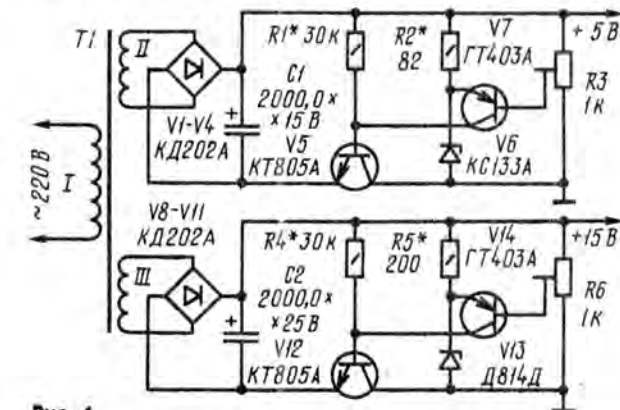 T1
II
R1* 30к
R2*
82
V7
ГТ403А
+ 5 В
C1
2000,0×
×15 В
R3
1к
V1-V4
КД202А
V5
КТ805А
V6
КС133А
~220 В
I
V8-V11
КД202А
+15 В
R4* 30к
R5*
200
V14
ГТ403А
III
C2
2000,0×
×25 В
R6
1к
V12
КТ805А
V13
Д814Д